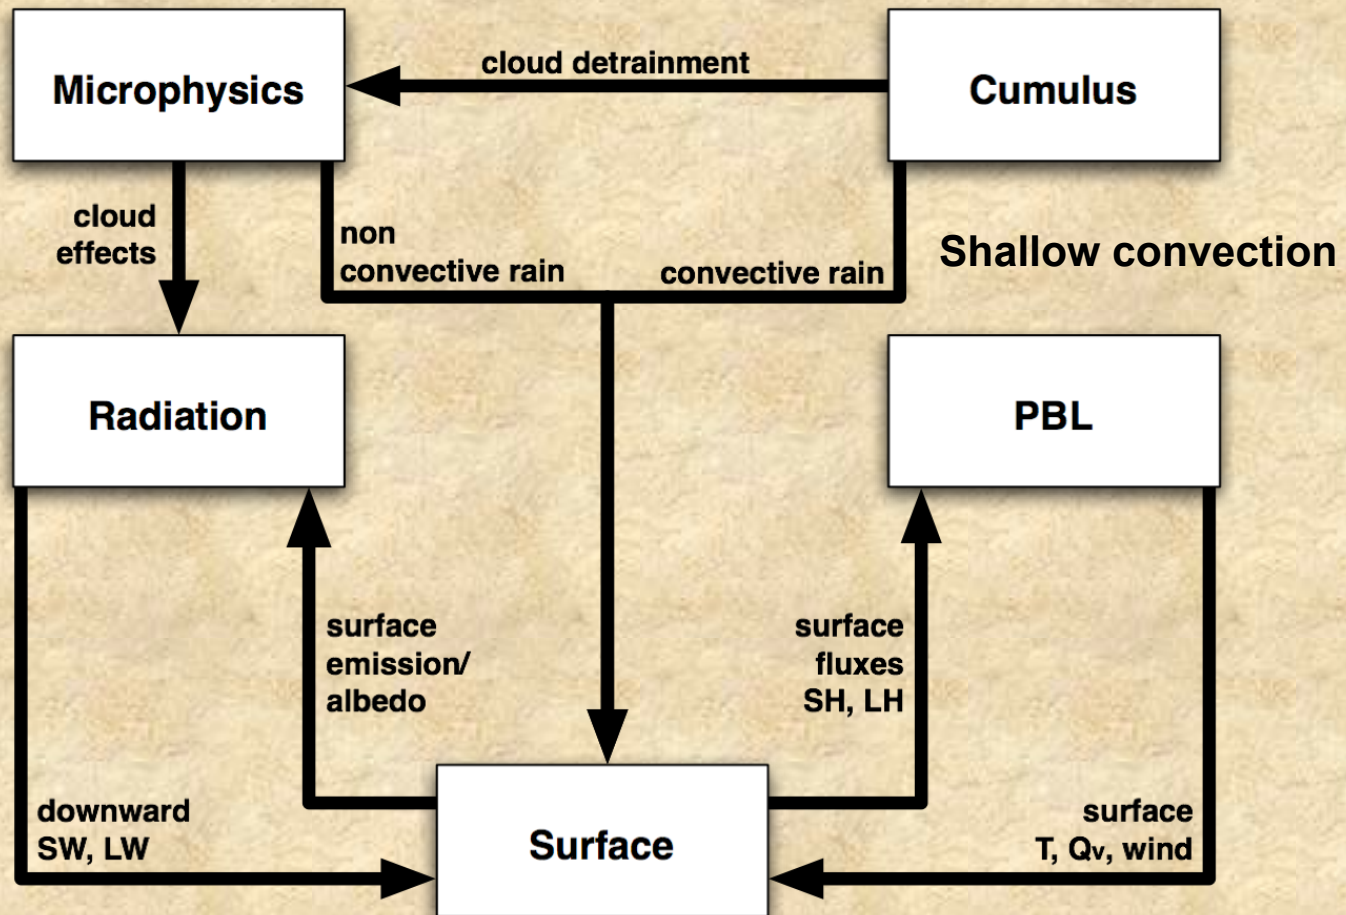 Microphysics
cloud detrainment
Cumulus
cloud
effects
non
convective rain
convective rain
Shallow convection
Radiation
PBL
surface
emission/
albedo
surface
fluxes
SH, LH
downward
SW, LW
Surface
surface
T, Qv, wind